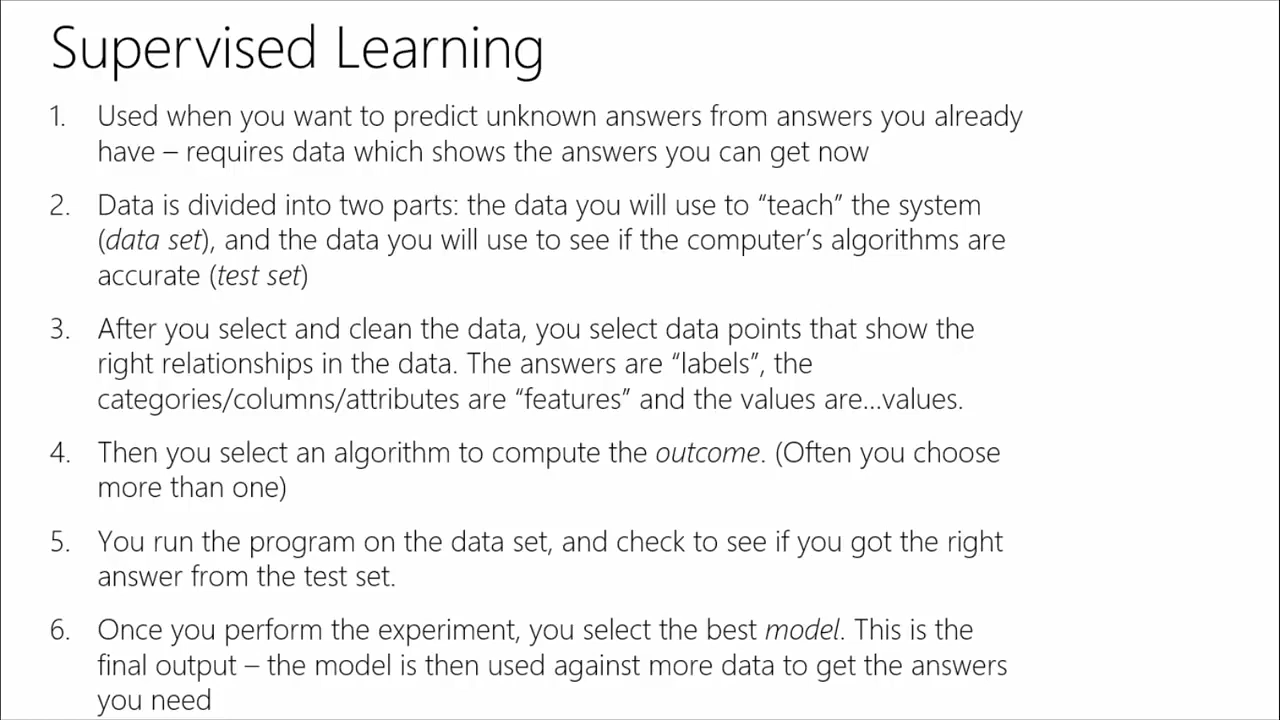 Supervised Learning
1. Used when you want to predict unknown answers from answers you already
have – requires data which shows the answers you can get now
2. Data is divided into two parts: the data you will use to “teach” the system
(data set), and the data you will use to see if the computer’s algorithms are
accurate (test set)
3. After you select and clean the data, you select data points that show the
right relationships in the data. The answers are “labels”, the
categories/columns/attributes are “features” and the values are...values.
4. Then you select an algorithm to compute the outcome. (Often you choose
more than one)
5. You run the program on the data set, and check to see if you got the right
answer from the test set.
6. Once you perform the experiment, you select the best model. This is the
final output – the model is then used against more data to get the answers
you need